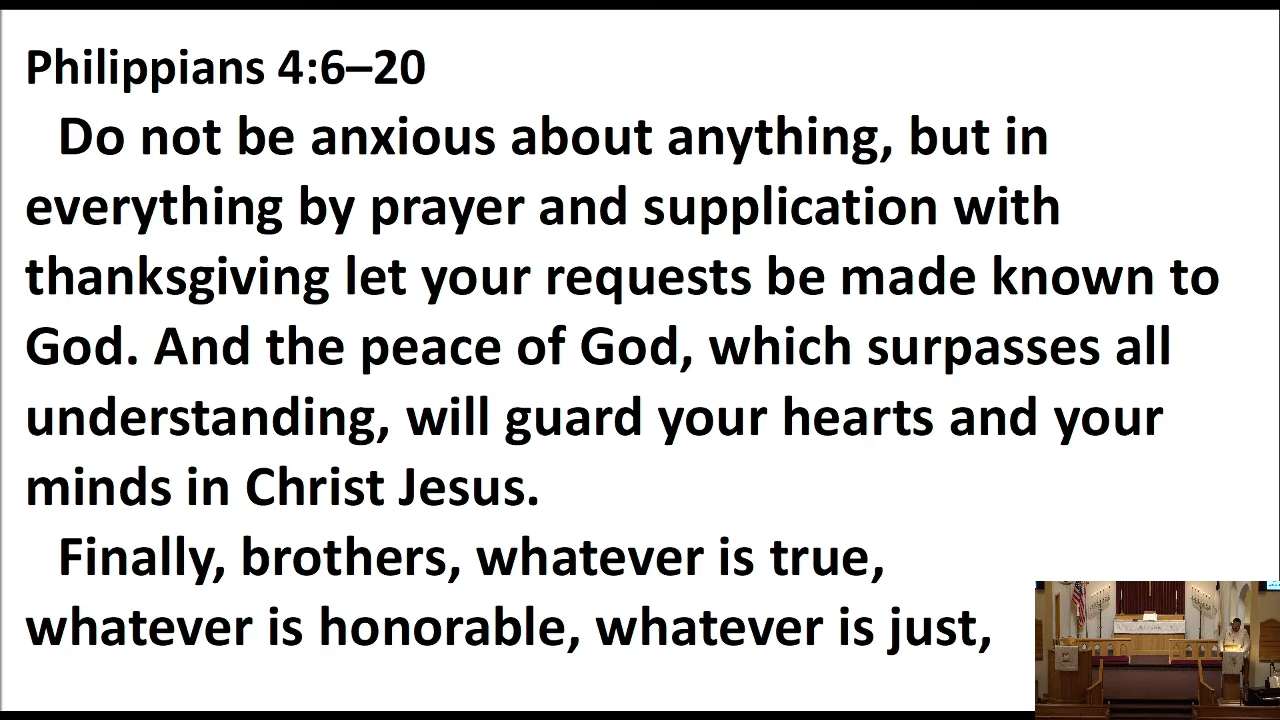 Philippians 4:6–20
Do not be anxious about anything, but in
everything by prayer and supplication with
thanksgiving let your requests be made known to
God. And the peace of God, which surpasses all
understanding, will guard your hearts and your
minds in Christ Jesus.
Finally, brothers, whatever is true,
whatever is honorable, whatever is just,